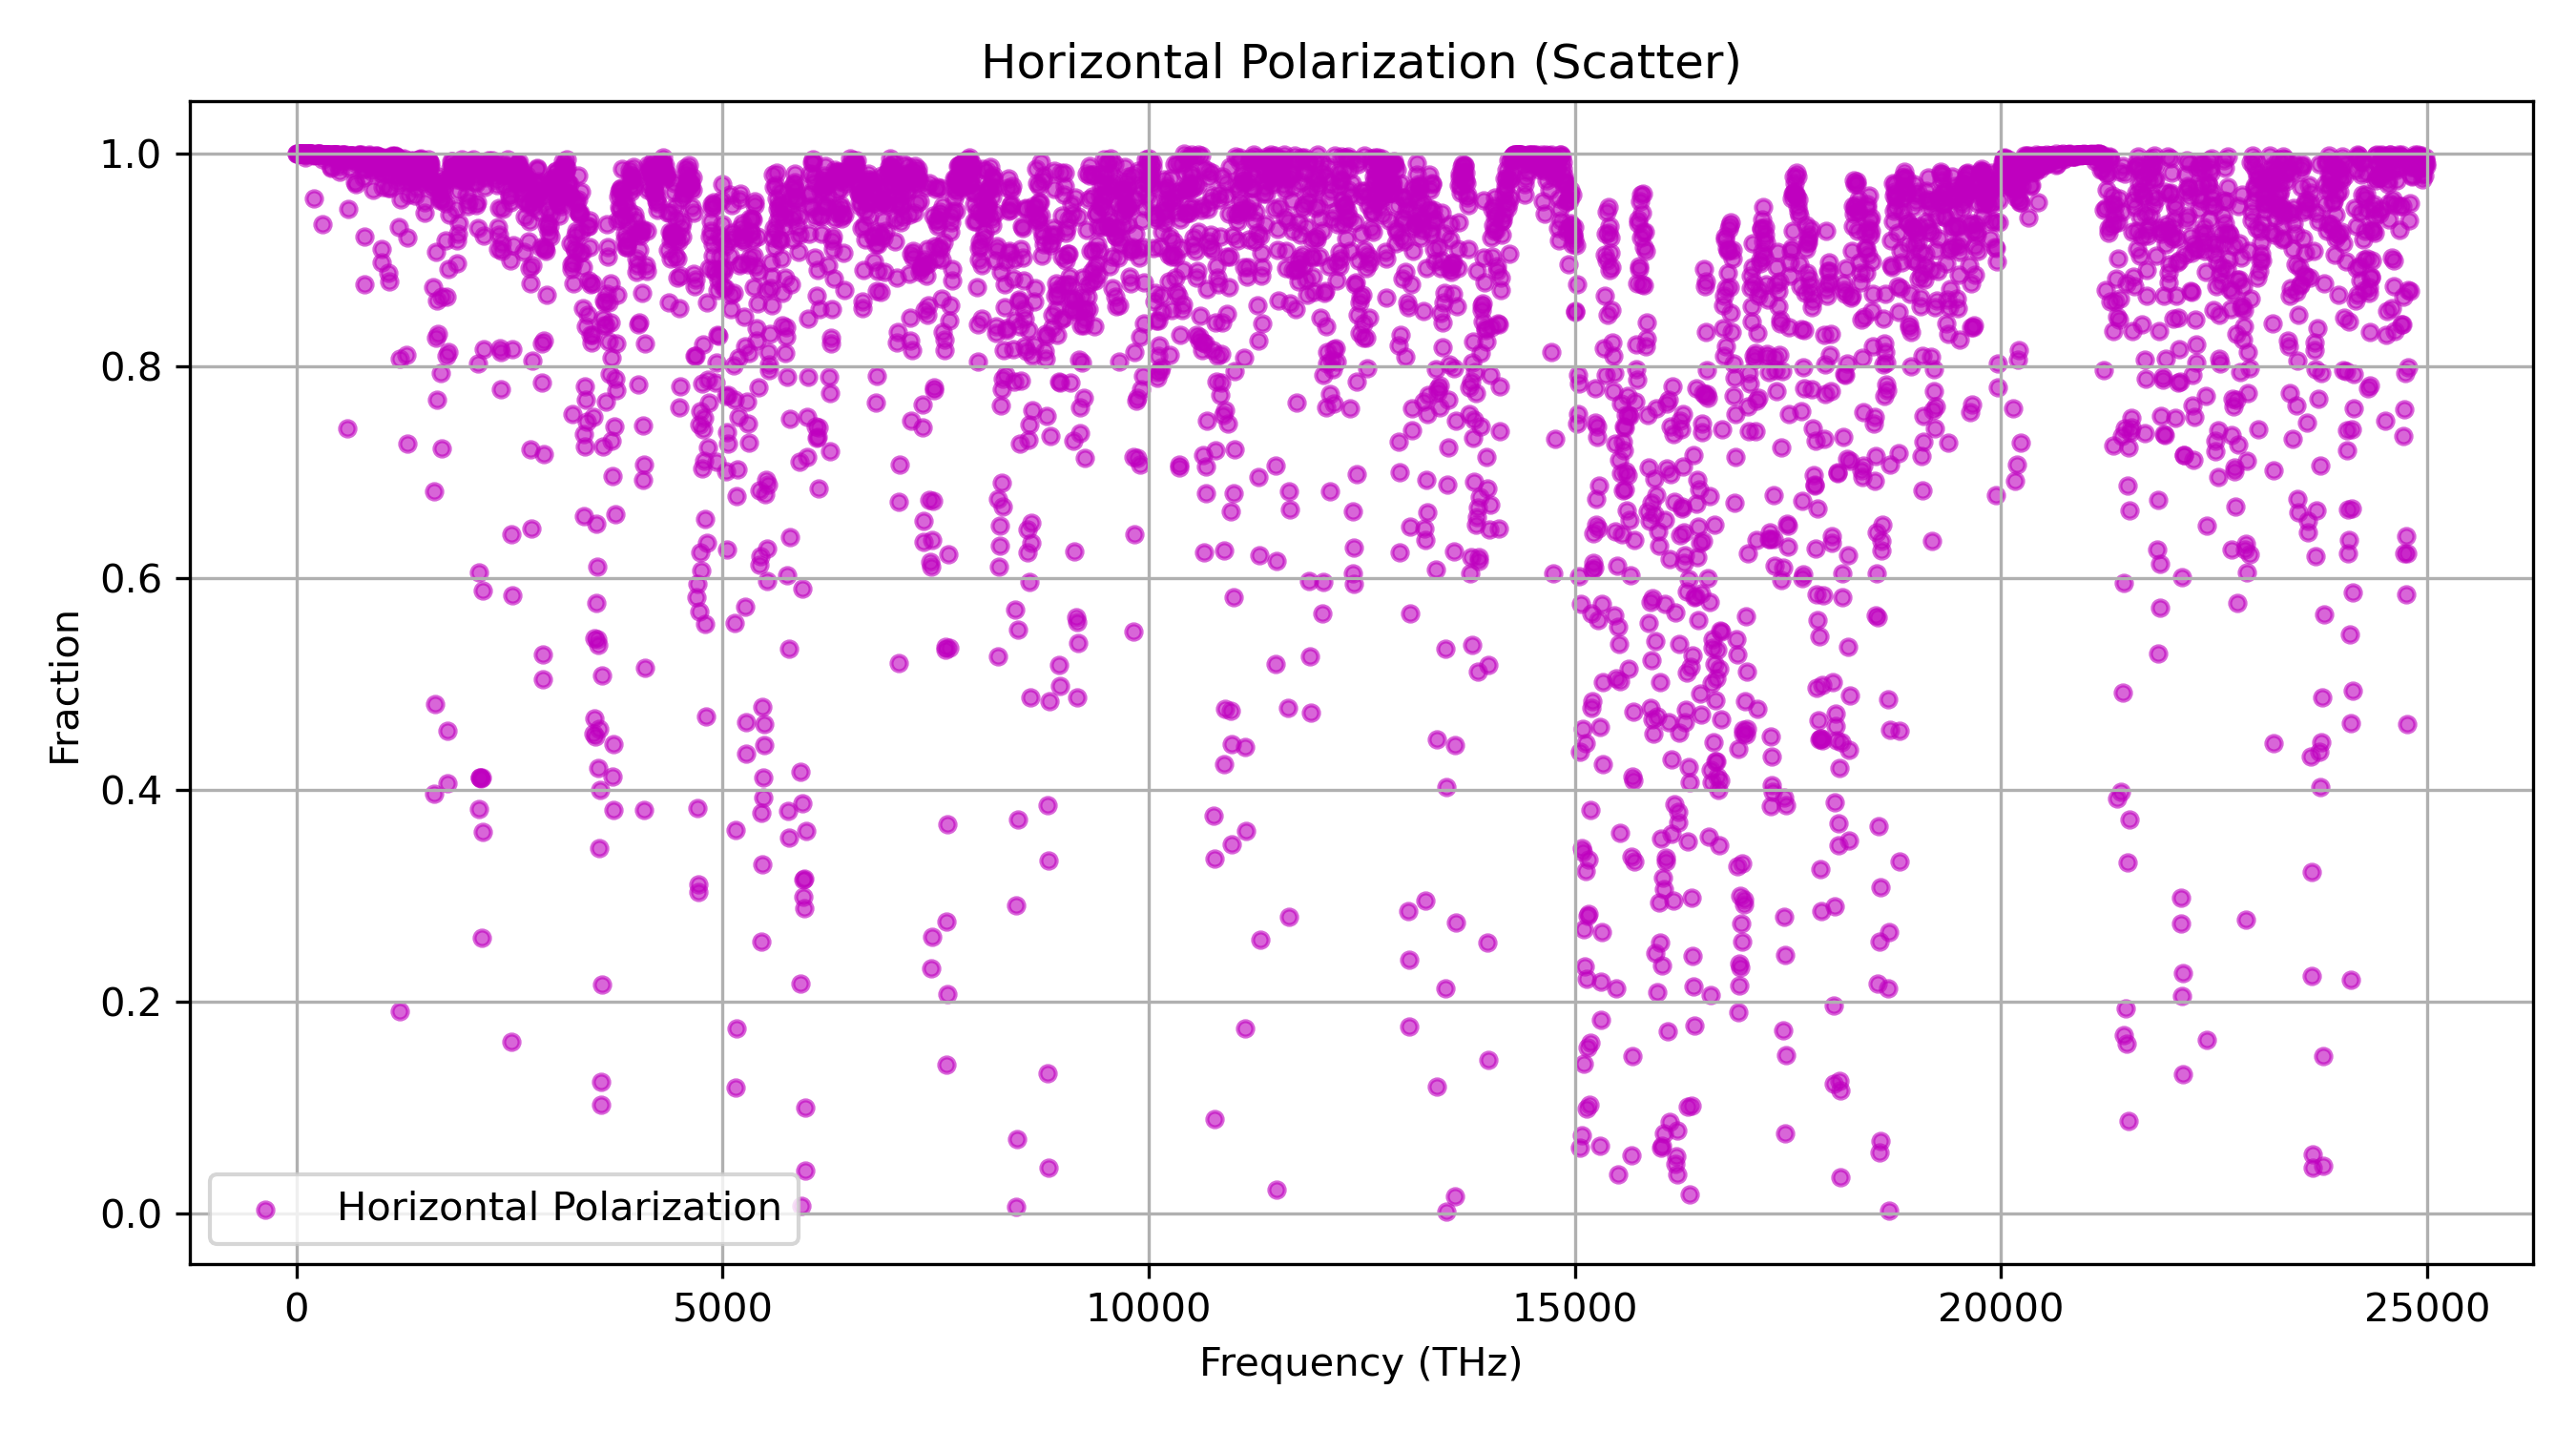 Horizontal Polarization (Scatter)
1.0
0.8
0.6
0.4
0.2
0.0
Fraction
Horizontal Polarization
0 5000 10000 15000 20000 25000
Frequency (THz)